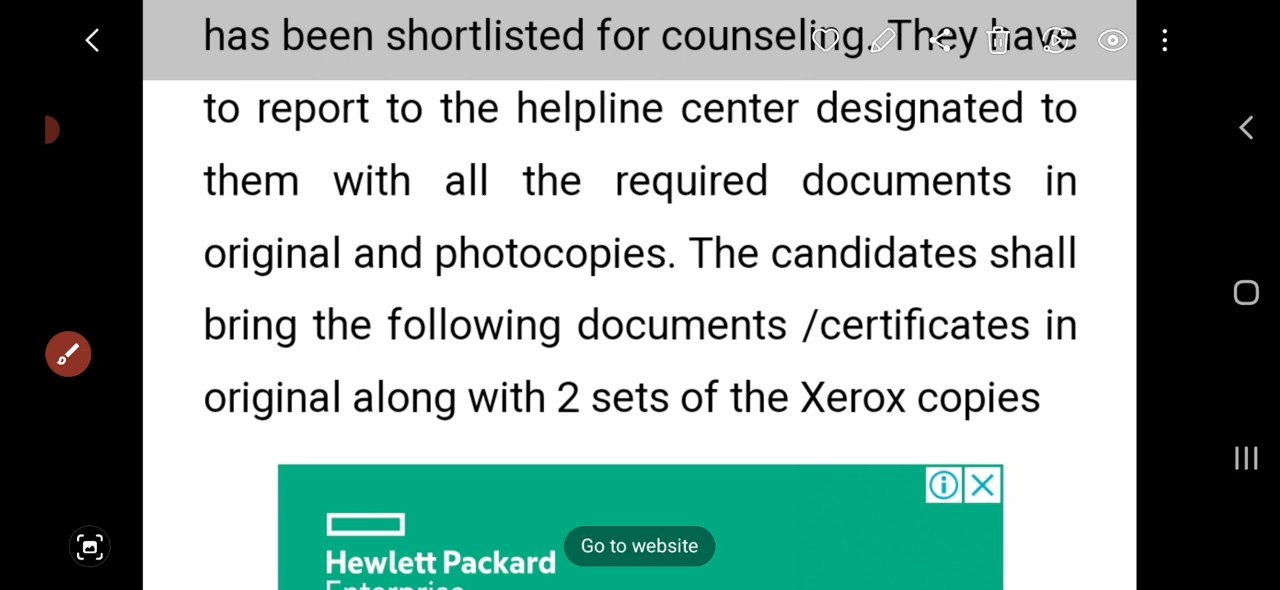 has been shortlisted for counseling. They have
to report to the helpline center designated to
them with all the required documents in
original and photocopies. The candidates shall
bring the following documents /certificates in
original along with 2 sets of the Xerox copies
Hewlett Packard
Go to website
Enterprise